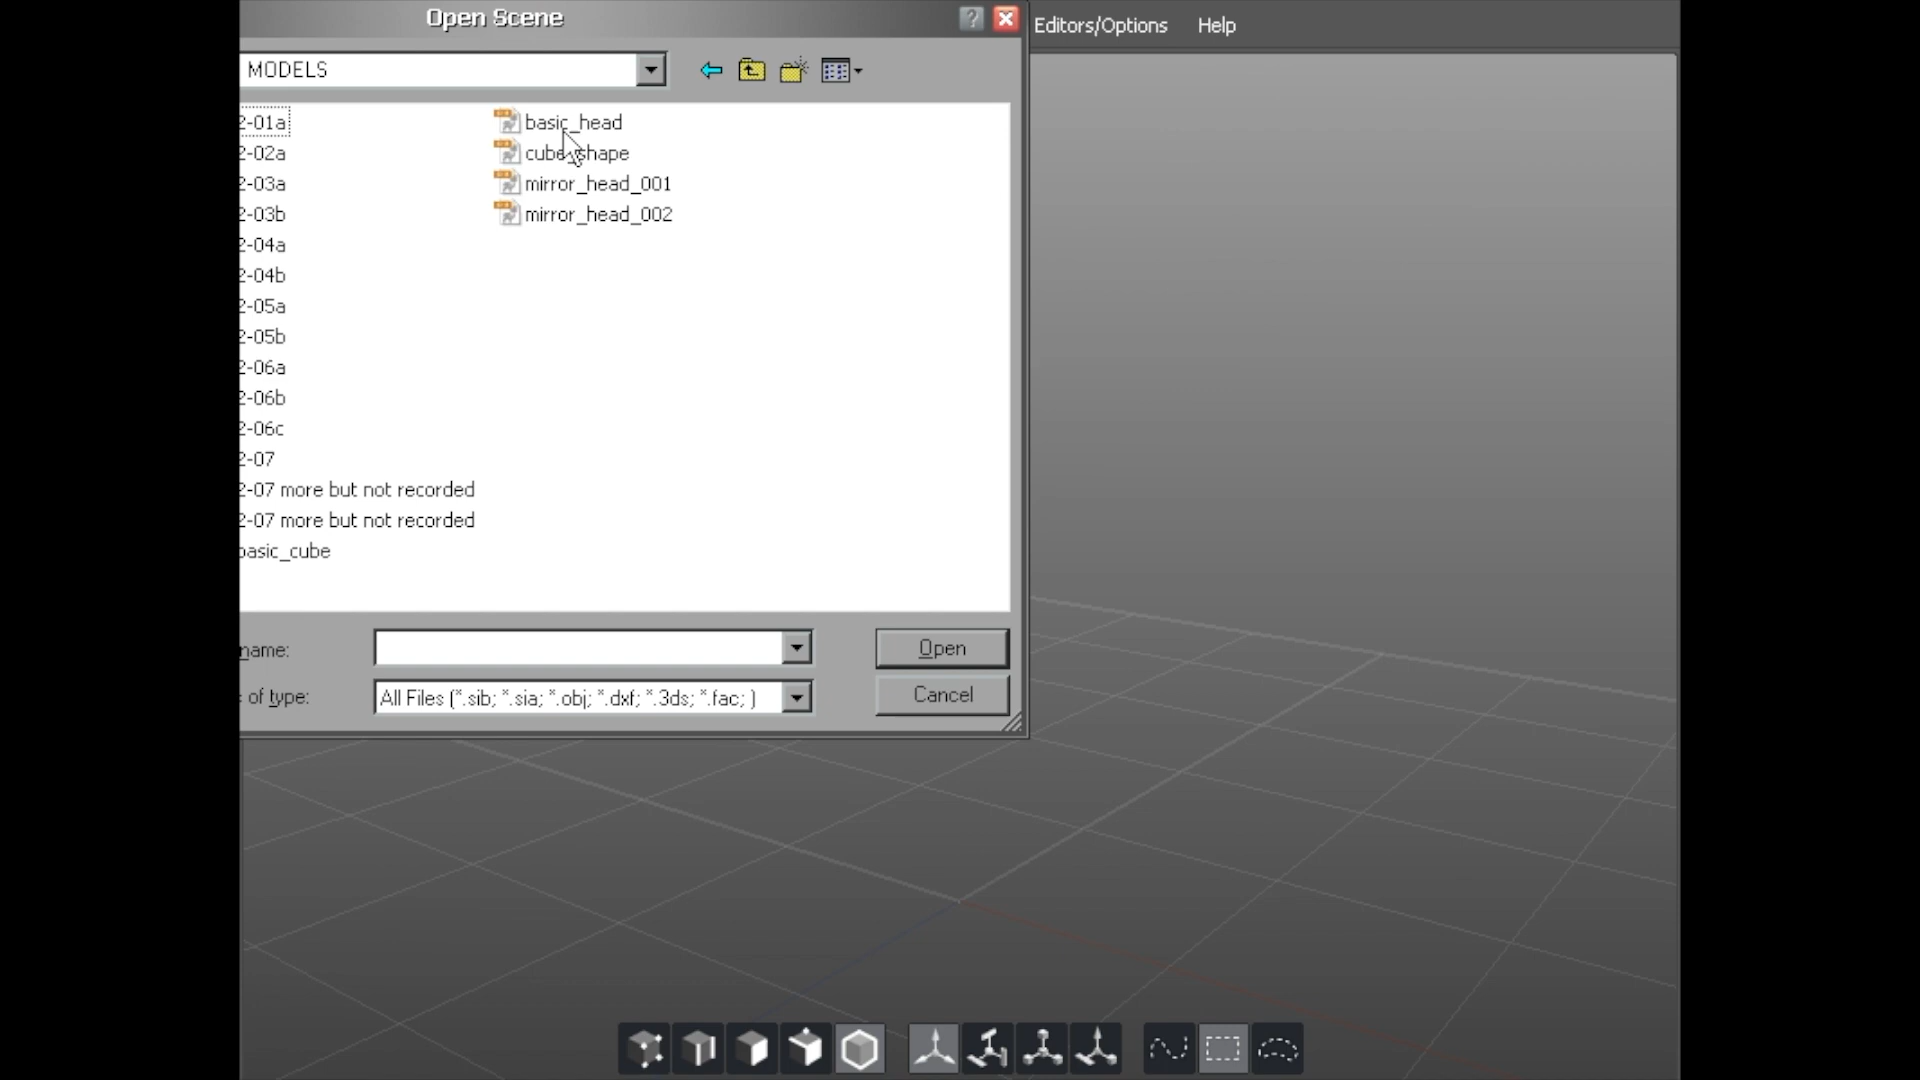 Open Scene
Editors/Options Help
MODELS
2-01a
2-02a
2-03a
2-03b
2-04a
2-04b
2-05a
2-05b
2-06a
2-06b
2-06c
2-07
2-07 more but not recorded
2-07 more but not recorded
basic_cube
basic_head
cube_shape
mirror_head_001
mirror_head_002
name:
Open
of type:
All Files (*.sib; *.sia; *.obj; *.dxf; *.3ds; *.fac; )
Cancel